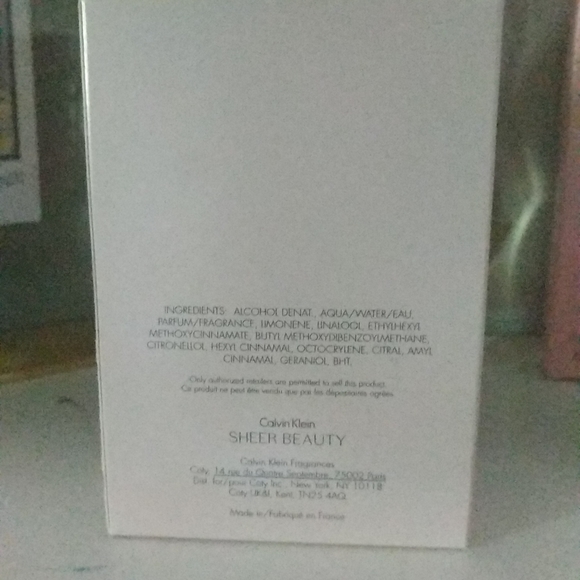 INGREDIENTS: ALCOHOL DENAT., AQUA/WATER/EAU,
PARFUM/FRAGRANCE, LIMONENE, LINALOOL, ETHYLHEXYL
METHOXYCINNAMATE, BUTYL METHOXYDIBENZOYLMETHANE,
CITRONELLOL, HEXYL CINNAMAL, OCTOCRYLENE, CITRAL, AMYL
CINNAMAL, GERANIOL, BHT.
Only authorized retailers are permitted to sell this product.
Ce produit ne peut être vendu que par les dépositaires agréés.
Calvin Klein
SHEER BEAUTY
Calvin Klein Fragrances
Coty, 14 rue du Quatre Septembre, 75002 Paris
Dist. for/pour Coty Inc., New York, NY 10118
Coty UK&I, Kent, TN25 4AQ
Made in/Fabriqué en France